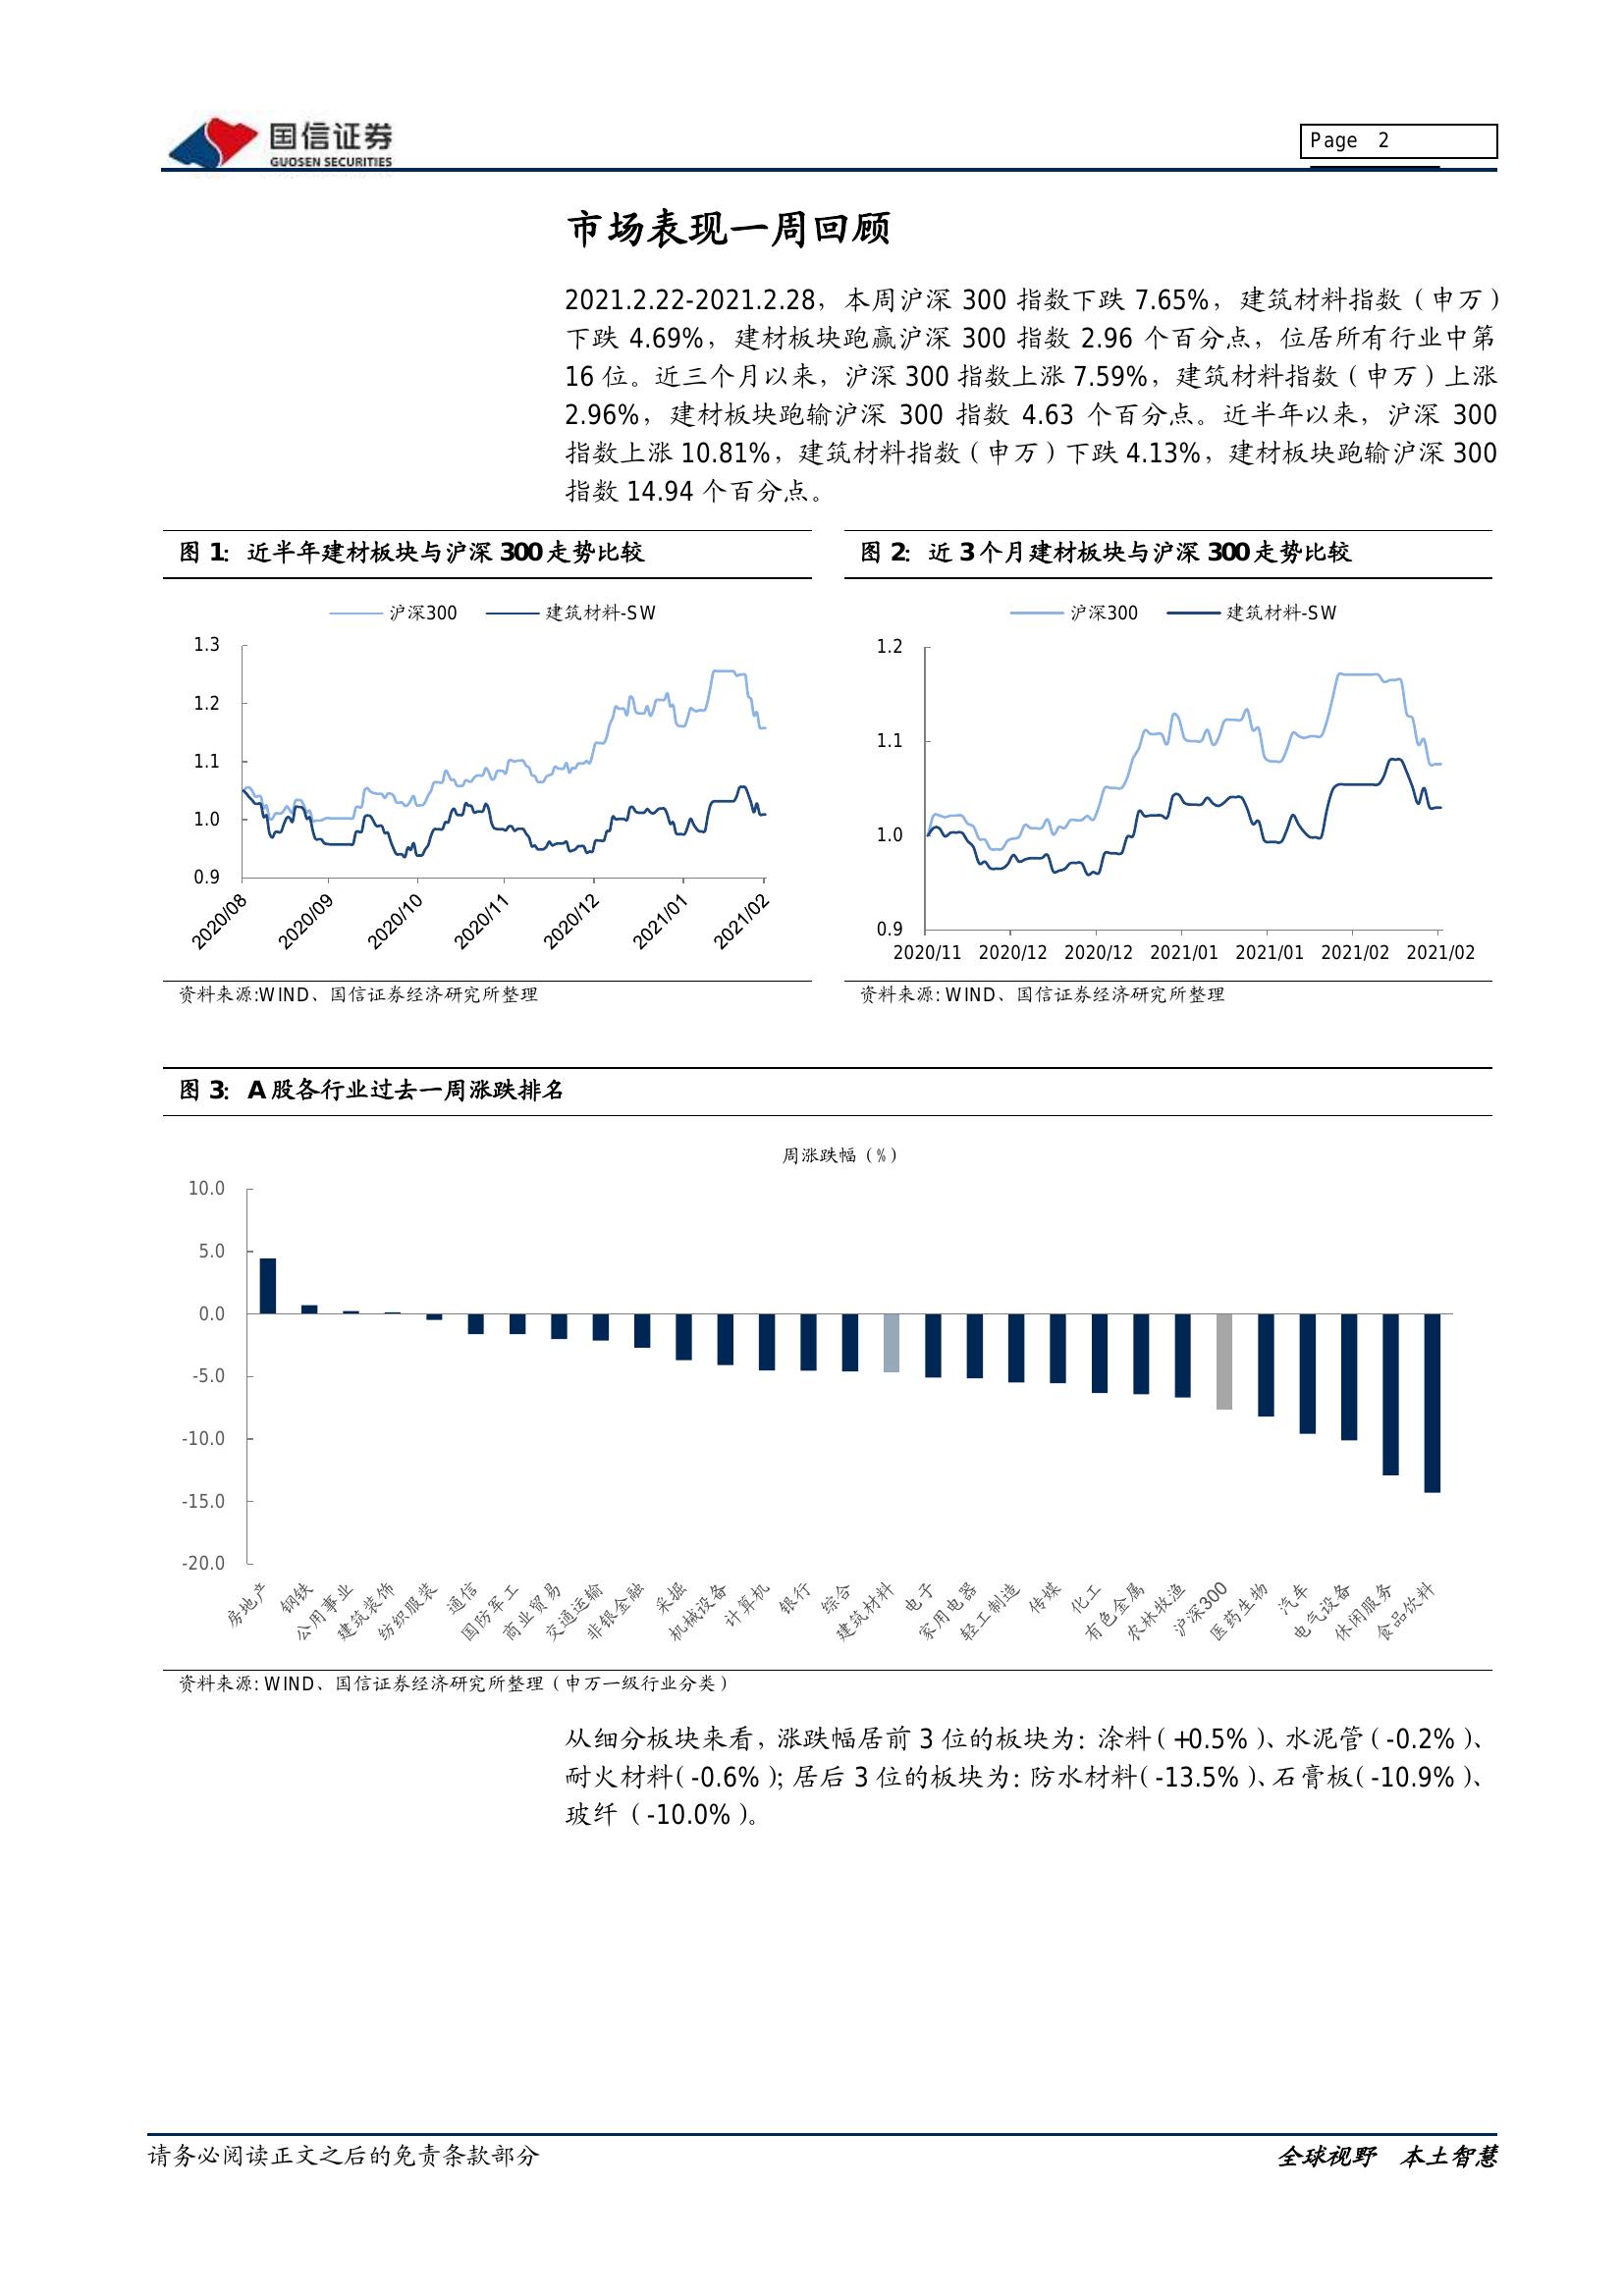 国信证券
GUOSEN SECURITIES
Page 2
市场表现一周回顾
2021.2.22-2021.2.28，本周沪深 300 指数下跌 7.65%，建筑材料指数（申万）
下跌 4.69%，建材板块跑赢沪深 300 指数 2.96 个百分点，位居所有行业中第
16 位。近三个月以来，沪深 300 指数上涨 7.59%，建筑材料指数（申万）上涨
2.96%，建材板块跑输沪深 300 指数 4.63 个百分点。近半年以来，沪深 300
指数上涨 10.81%，建筑材料指数（申万）下跌 4.13%，建材板块跑输沪深 300
指数 14.94 个百分点。
图 1：近半年建材板块与沪深 300 走势比较
沪深300 建筑材料-SW
1.3
1.2
1.1
1.0
0.9
2020/08 2020/09 2020/10 2020/11 2020/12 2021/01 2021/02
资料来源:WIND、国信证券经济研究所整理
图 2：近 3 个月建材板块与沪深 300 走势比较
沪深300 建筑材料-SW
1.2
1.1
1.0
0.9
2020/11 2020/12 2020/12 2021/01 2021/01 2021/02 2021/02
资料来源: WIND、国信证券经济研究所整理
图 3：A 股各行业过去一周涨跌排名
周涨跌幅（%）
10.0
5.0
0.0
-5.0
-10.0
-15.0
-20.0
房地产 钢铁 公用事业 建筑装饰 纺织服装 通信 国防军工 商业贸易 交通运输 非银金融 采掘 机械设备 计算机 银行 综合 建筑材料 电子 家用电器 轻工制造 传媒 化工 有色金属 农林牧渔 沪深300 医药生物 汽车 电气设备 休闲服务 食品饮料
资料来源: WIND、国信证券经济研究所整理（申万一级行业分类）
从细分板块来看，涨跌幅居前 3 位的板块为：涂料（+0.5%）、水泥管（-0.2%）、
耐火材料（-0.6%）；居后 3 位的板块为：防水材料（-13.5%）、石膏板（-10.9%）、
玻纤（-10.0%）。
请务必阅读正文之后的免责条款部分
全球视野 本土智慧